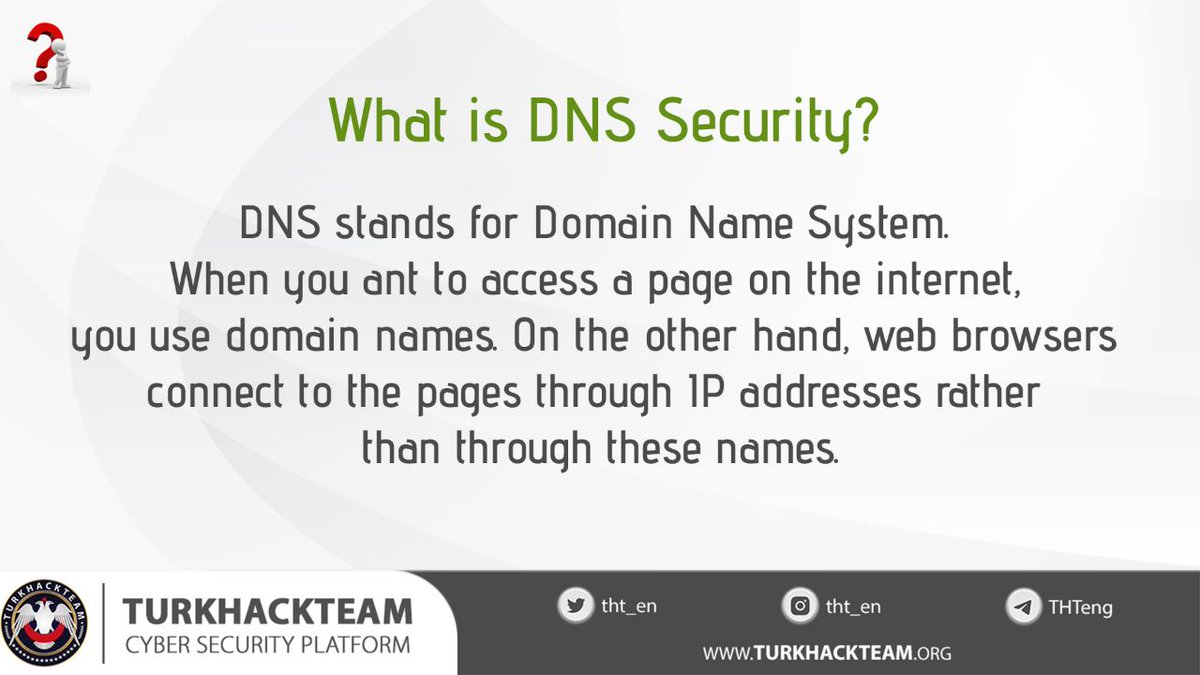 What is DNS Security?
DNS stands for Domain Name System.
When you ant to access a page on the internet,
you use domain names. On the other hand, web browsers
connect to the pages through IP addresses rather
than through these names.
TURKHACKTEAM
TURKHACKTEAM
CYBER SECURITY PLATFORM
tht_en
tht_en
THTeng
WWW.TURKHACKTEAM.ORG